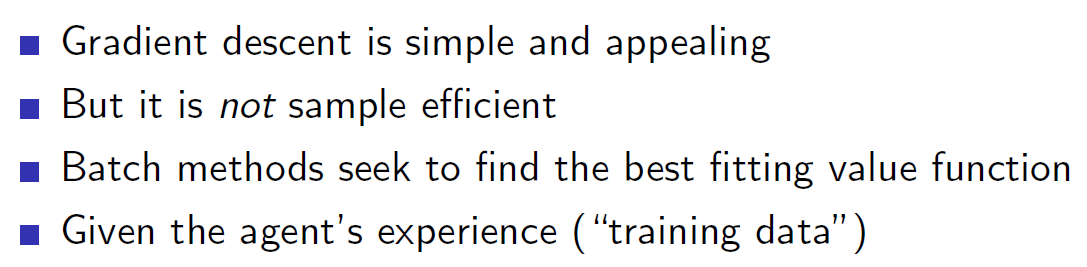 Gradient descent is simple and appealing
But it is not sample efficient
Batch methods seek to find the best fitting value function
Given the agent's experience (“training data”)